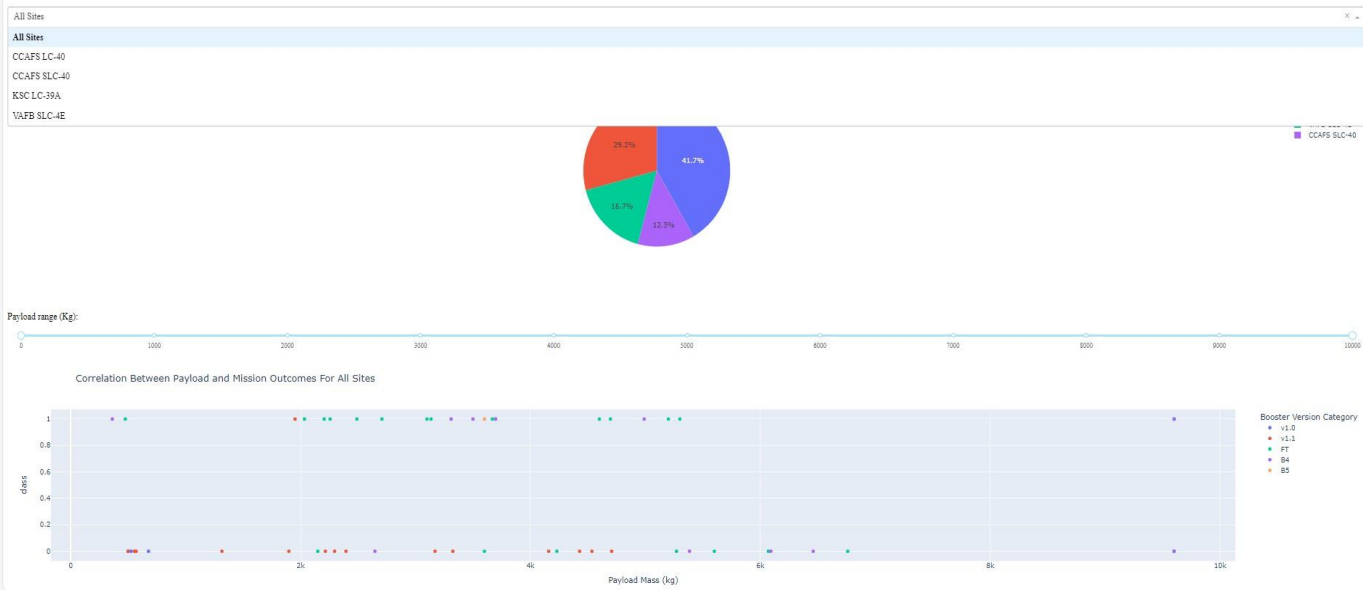 All Sites
All Sites
CCAFS LC-40
CCAFS SLC-40
KSC LC-39A
VAFB SLC-4E
CCAFS SLC-40
29.2%
41.7%
16.7%
12.5%
Payload range (Kg):
0 1000 2000 3000 4000 5000 6000 7000 8000 9000 10000
Correlation Between Payload and Mission Outcomes For All Sites
Booster Version Category
v1.0
v1.1
FT
B4
B5
class
1
0.8
0.6
0.4
0.2
0
0 2k 4k 6k 8k 10k
Payload Mass (kg)